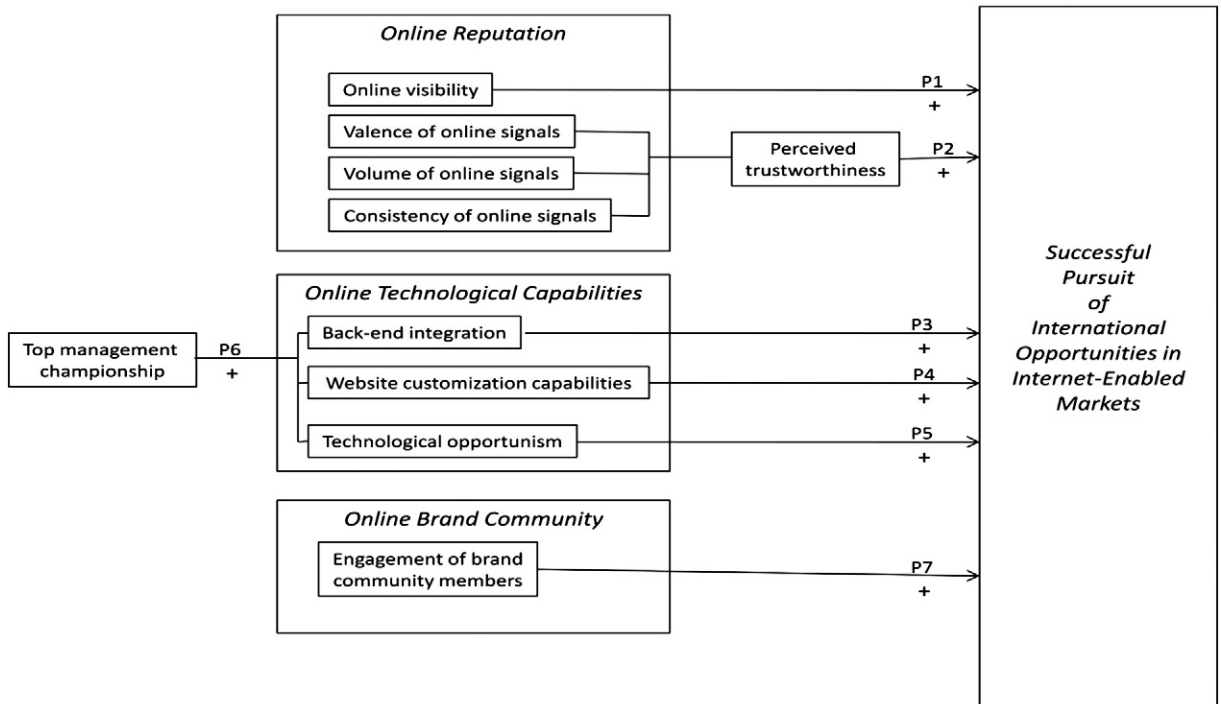 Online Reputation
Online visibility
P1
+
Valence of online signals
Volume of online signals
Consistency of online signals
Perceived
trustworthiness
P2
+
Online Technological Capabilities
Top management
championship
P6
+
Back-end integration
P3
+
Website customization capabilities
P4
+
Technological opportunism
P5
+
Online Brand Community
Engagement of brand
community members
P7
+
Successful
Pursuit
of
International
Opportunities in
Internet-Enabled
Markets